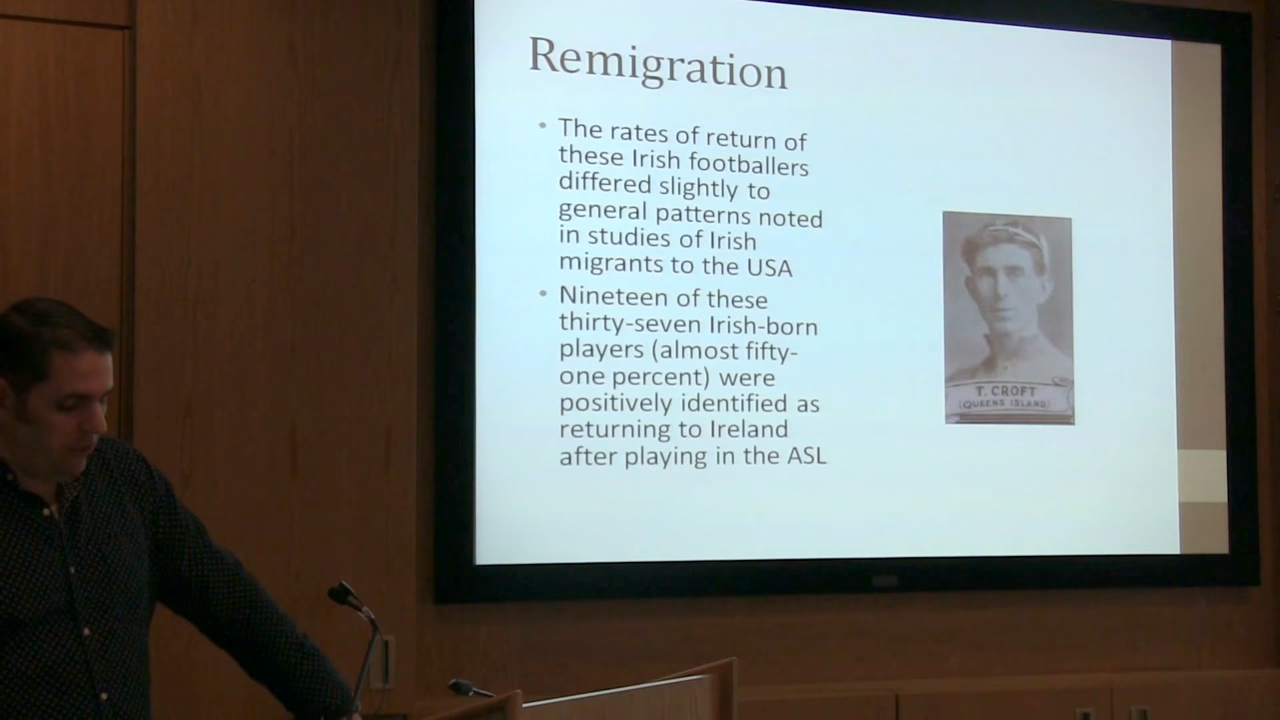 Remigration
• The rates of return of
these Irish footballers
differed slightly to
general patterns noted
in studies of Irish
migrants to the USA
• Nineteen of these
thirty-seven Irish-born
players (almost fifty-
one percent) were
positively identified as
returning to Ireland
after playing in the ASL
T. CROFT
(QUEENS ISLAND)